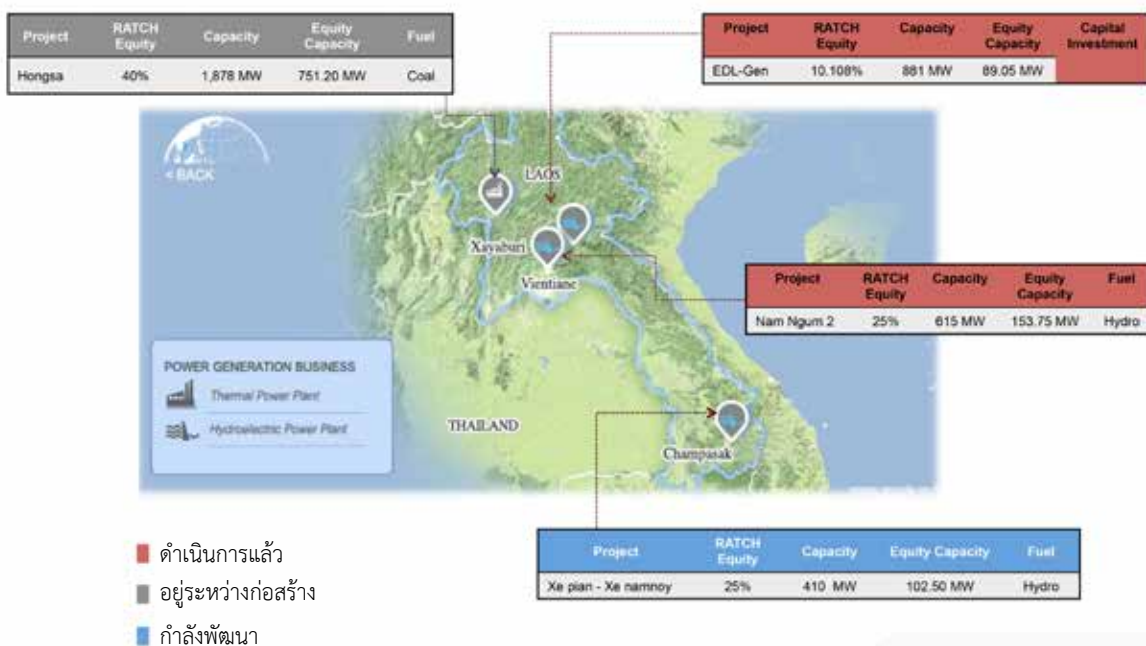 Project RATCH Equity Capacity Equity Capacity Fuel
Hongsa 40% 1,878 MW 751.20 MW Coal
Project RATCH Equity Capacity Equity Capacity Capital Investment
EDL-Gen 10.108% 881 MW 89.05 MW
< BACK
LAOS
Xayaburi
Vientiane
Project RATCH Equity Capacity Equity Capacity Fuel
Nam Ngum 2 25% 615 MW 153.75 MW Hydro
POWER GENERATION BUSINESS
Thermal Power Plant
Hydroelectric Power Plant
THAILAND
Champasak
Project RATCH Equity Capacity Equity Capacity Fuel
Xe pian - Xe namnoy 25% 410 MW 102.50 MW Hydro
ดำเนินการแล้ว
อยู่ระหว่างก่อสร้าง
กำลังพัฒนา